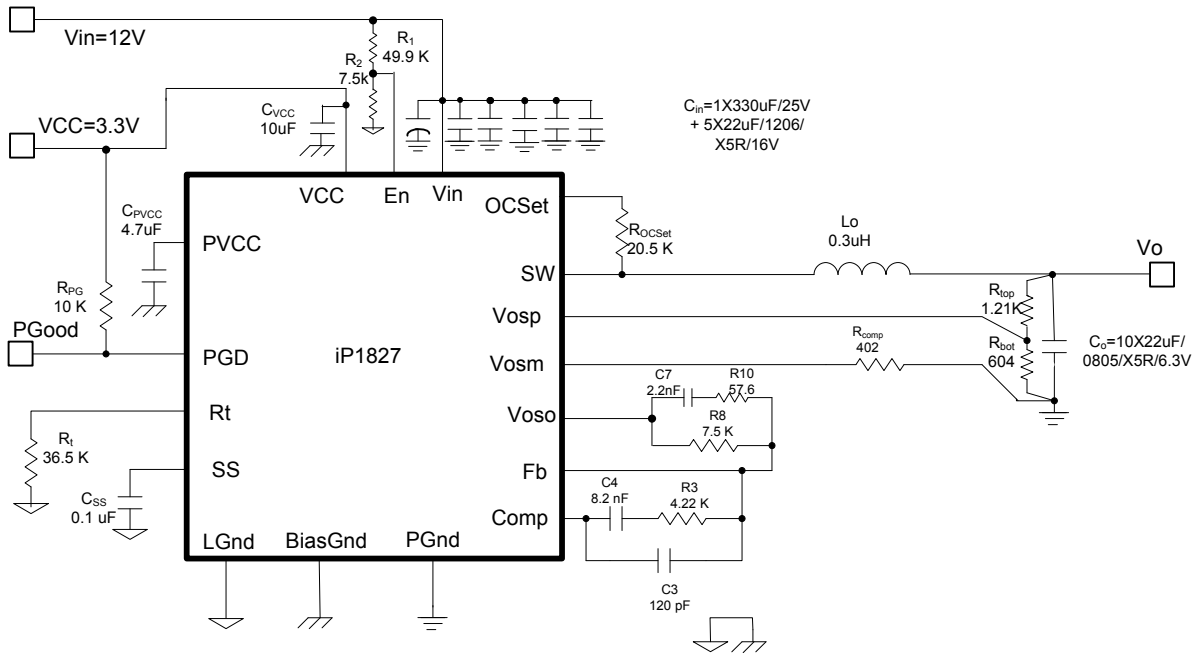 Vin=12V
R1
49.9 K
R2
7.5k
CVCC
10uF
Cin=1X330uF/25V
+ 5X22uF/1206/
X5R/16V
VCC=3.3V
VCC
En
Vin
OCSet
CPVCC
4.7uF
PVCC
ROCSet
20.5 K
Lo
0.3uH
Vo
SW
RPG
10 K
Rtop
1.21K
Vosp
PGood
PGD
iP1827
Vosm
Rcomp
402
Rbot
604
Co=10X22uF/
0805/X5R/6.3V
C7
2.2nF
R10
57.6
Rt
Voso
R8
7.5 K
Rt
36.5 K
SS
Fb
CSS
0.1 uF
C4
8.2 nF
R3
4.22 K
Comp
LGnd
BiasGnd
PGnd
C3
120 pF